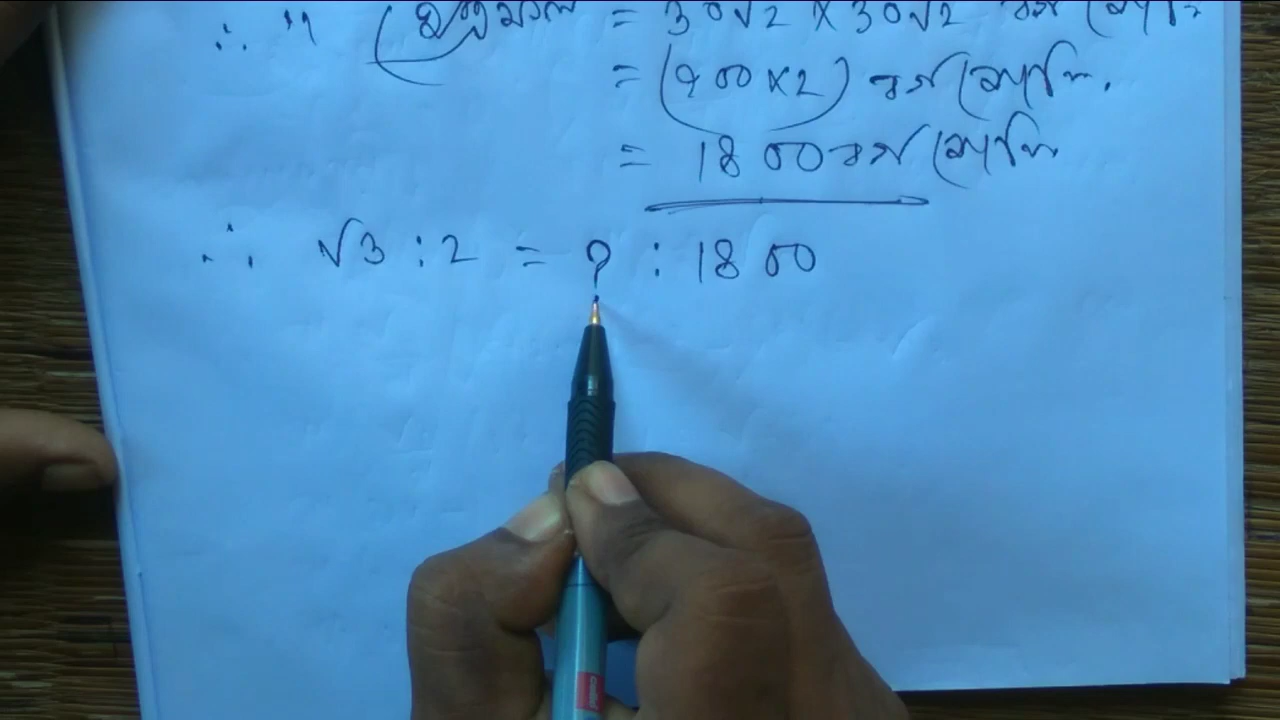 ∴ " ক্ষেত্রফল = 30√2 × 30√2 বর্গ সেমি
= (900×2) বর্গ সেমি.
= 1800 বর্গ সেমি
∴ √3 : 2 = ? : 1800